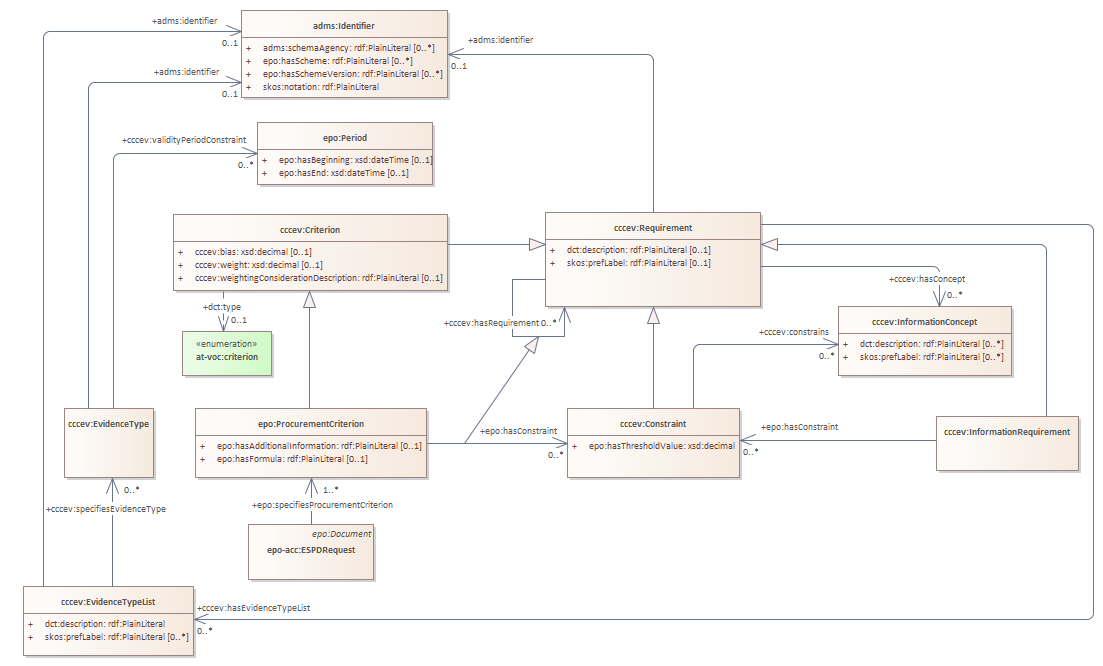 +adms:identifier
0..1
adms:Identifier
+ adms:schemaAgency: rdf:PlainLiteral [0..*]
+ epo:hasScheme: rdf:PlainLiteral [0..*]
+ epo:hasSchemeVersion: rdf:PlainLiteral [0..*]
+ skos:notation: rdf:PlainLiteral
+adms:identifier
0..1
+adms:identifier
0..1
+cccev:validityPeriodConstraint
0..*
epo:Period
+ epo:hasBeginning: xsd:dateTime [0..1]
+ epo:hasEnd: xsd:dateTime [0..1]
cccev:Criterion
+ cccev:bias: xsd:decimal [0..1]
+ cccev:weight: xsd:decimal [0..1]
+ cccev:weightingConsiderationDescription: rdf:PlainLiteral [0..1]
cccev:Requirement
+ dct:description: rdf:PlainLiteral [0..1]
+ skos:prefLabel: rdf:PlainLiteral [0..1]
+cccev:hasConcept
0..*
+dct:type
0..1
+cccev:hasRequirement 0..*
«enumeration»
at-voc:criterion
+cccev:constrains
0..*
cccev:InformationConcept
+ dct:description: rdf:PlainLiteral [0..*]
+ skos:prefLabel: rdf:PlainLiteral [0..*]
cccev:EvidenceType
epo:ProcurementCriterion
+ epo:hasAdditionalInformation: rdf:PlainLiteral [0..1]
+ epo:hasFormula: rdf:PlainLiteral [0..1]
+epo:hasConstraint
0..*
cccev:Constraint
+ epo:hasThresholdValue: xsd:decimal
+epo:hasConstraint
0..*
cccev:InformationRequirement
0..*
+cccev:specifiesEvidenceType
1..*
+epo:specifiesProcurementCriterion
epo:Document
epo-acc:ESPDRequest
cccev:EvidenceTypeList
+ dct:description: rdf:PlainLiteral
+ skos:prefLabel: rdf:PlainLiteral [0..*]
+cccev:hasEvidenceTypeList
0..*